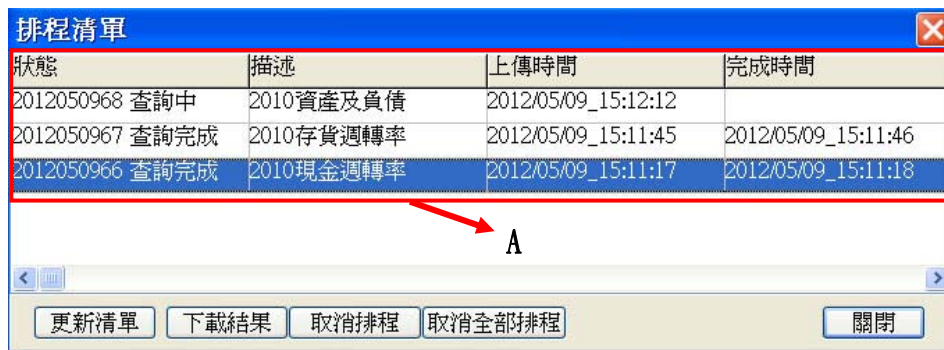 排程清單
狀態 描述 上傳時間 完成時間
2012050968 查詢中 2010資產及負債 2012/05/09_15:12:12
2012050967 查詢完成 2010存貨週轉率 2012/05/09_15:11:45 2012/05/09_15:11:46
2012050966 查詢完成 2010現金週轉率 2012/05/09_15:11:17 2012/05/09_15:11:18
A
更新清單 下載結果 取消排程 取消全部排程 關閉